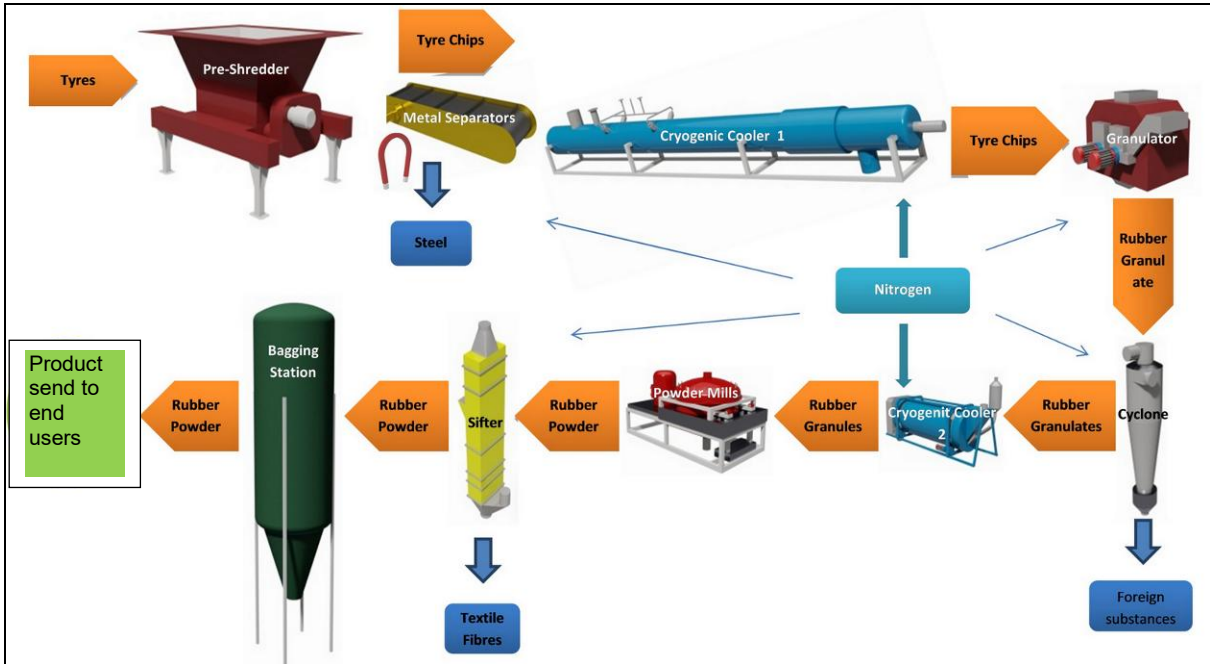 Tyres
Pre-Shredder
Tyre Chips
Metal Separators
Steel
Cryogenic Cooler 1
Tyre Chips
Granulator
Rubber
Granul
ate
Nitrogen
Cyclone
Foreign
substances
Rubber
Granulates
Cryogenit Cooler
2
Rubber
Granules
Powder Mills
Rubber
Powder
Sifter
Textile
Fibres
Rubber
Powder
Bagging
Station
Rubber
Powder
Product
send to
end
users